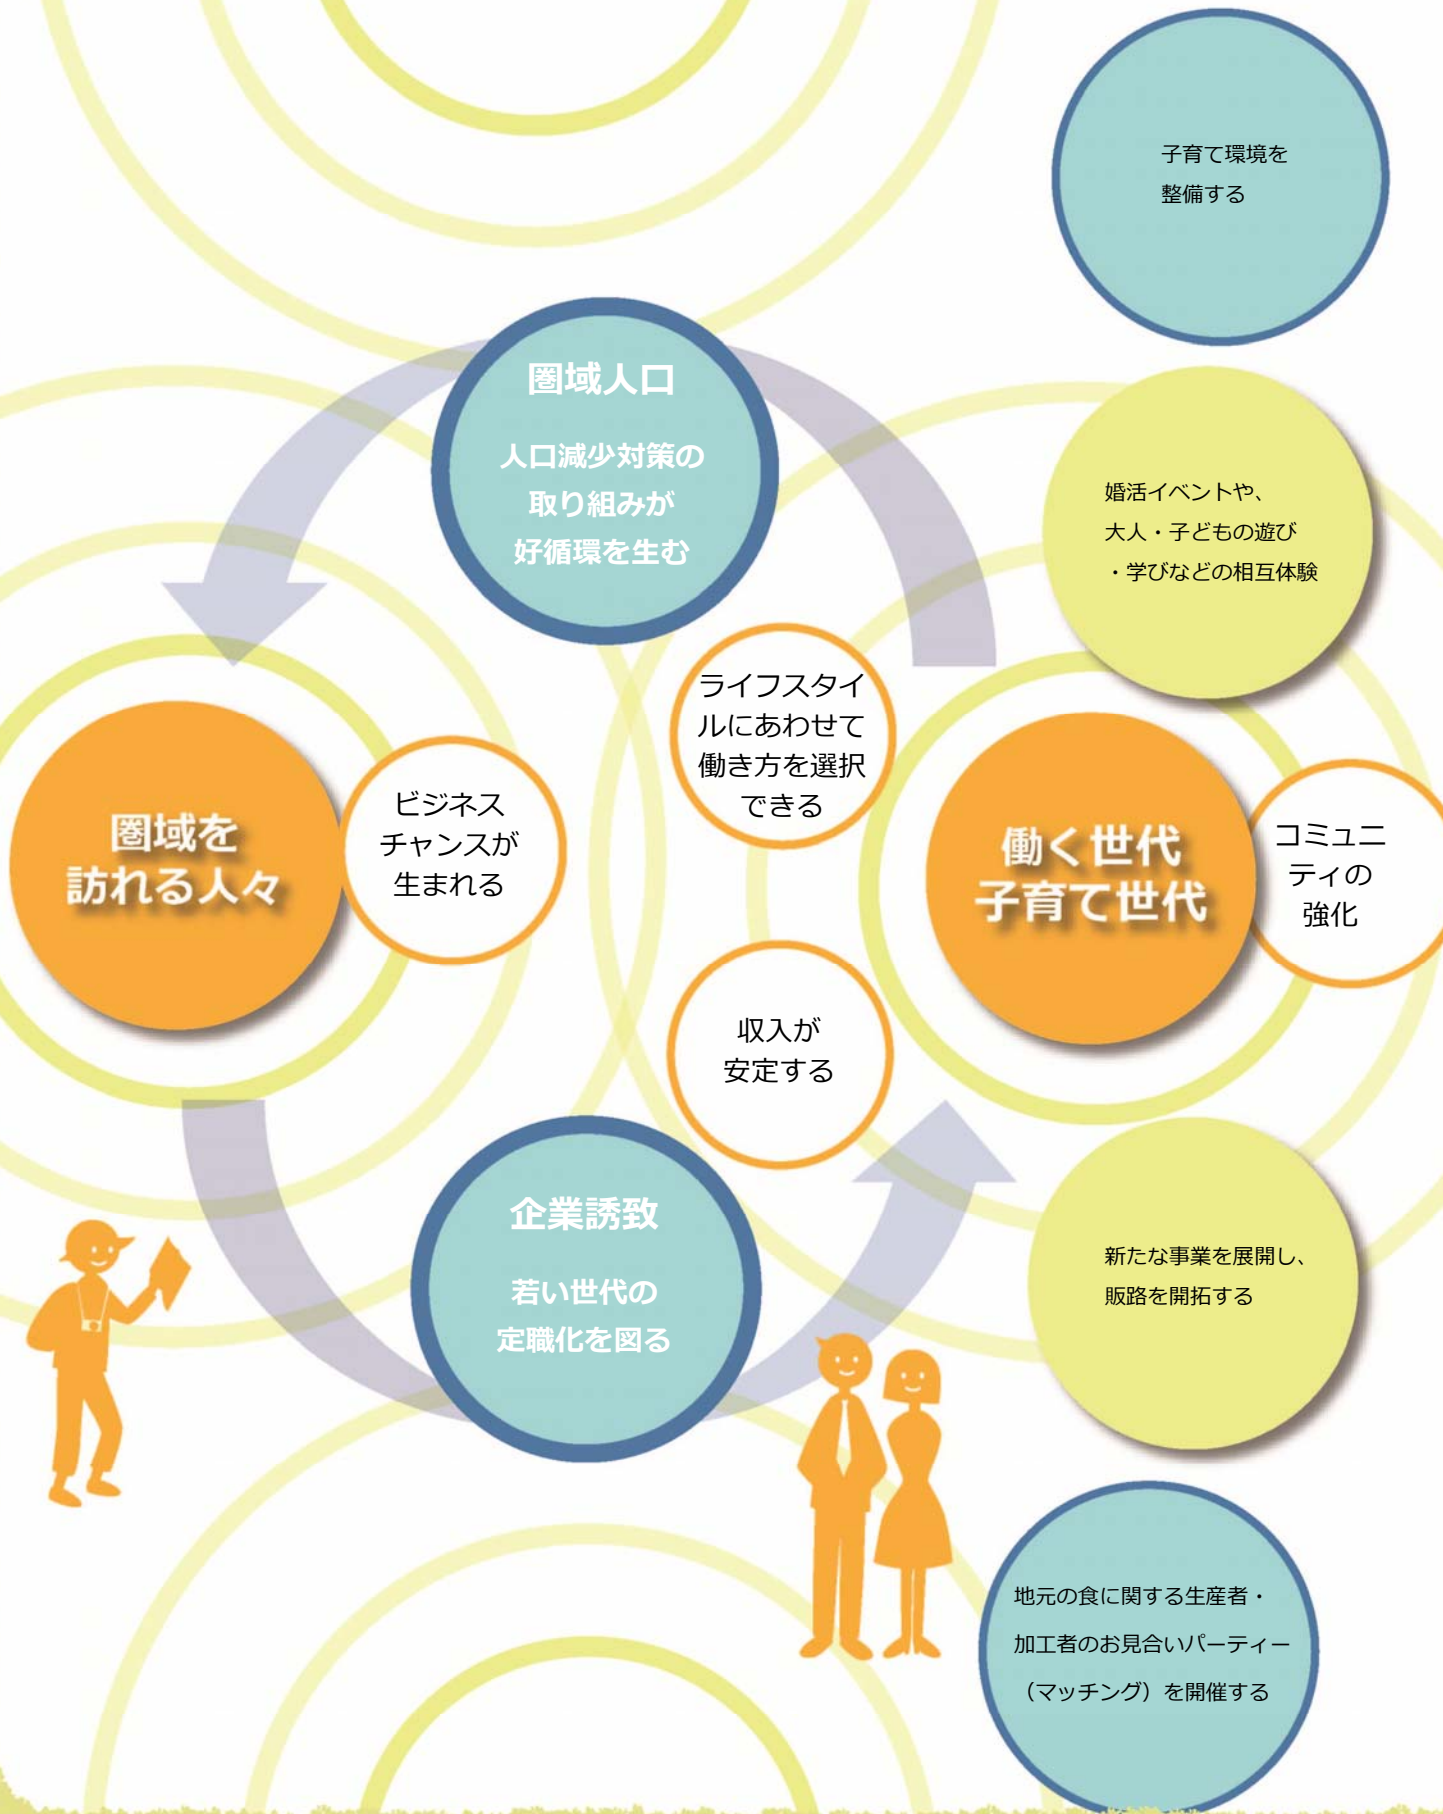 子育て環境を
整備する
圏域人口
人口減少対策の
取り組みが
好循環を生む
婚活イベントや、
大人・子どもの遊び
・学びなどの相互体験
ライフスタイ
ルにあわせて
働き方を選択
できる
圏域を
訪れる人々
ビジネス
チャンスが
生まれる
働く世代
子育て世代
コミュニ
ティの
強化
収入が
安定する
企業誘致
若い世代の
定職化を図る
新たな事業を展開し、
販路を開拓する
地元の食に関する生産者・
加工者のお見合いパーティー
（マッチング）を開催する